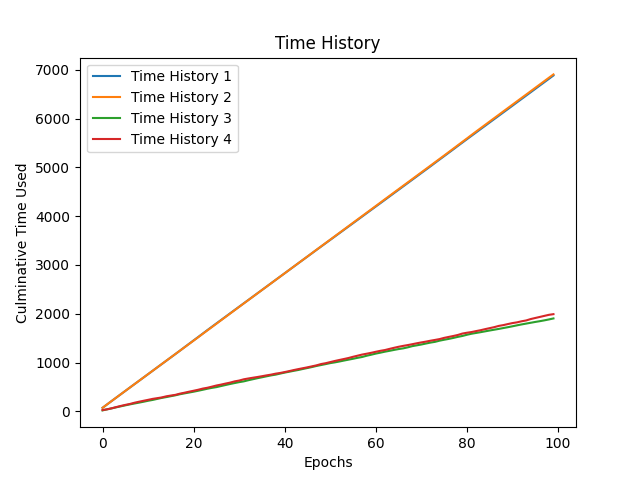 Time History
Time History 1
Time History 2
Time History 3
Time History 4
Culminative Time Used
7000
6000
5000
4000
3000
2000
1000
0
0 20 40 60 80 100
Epochs